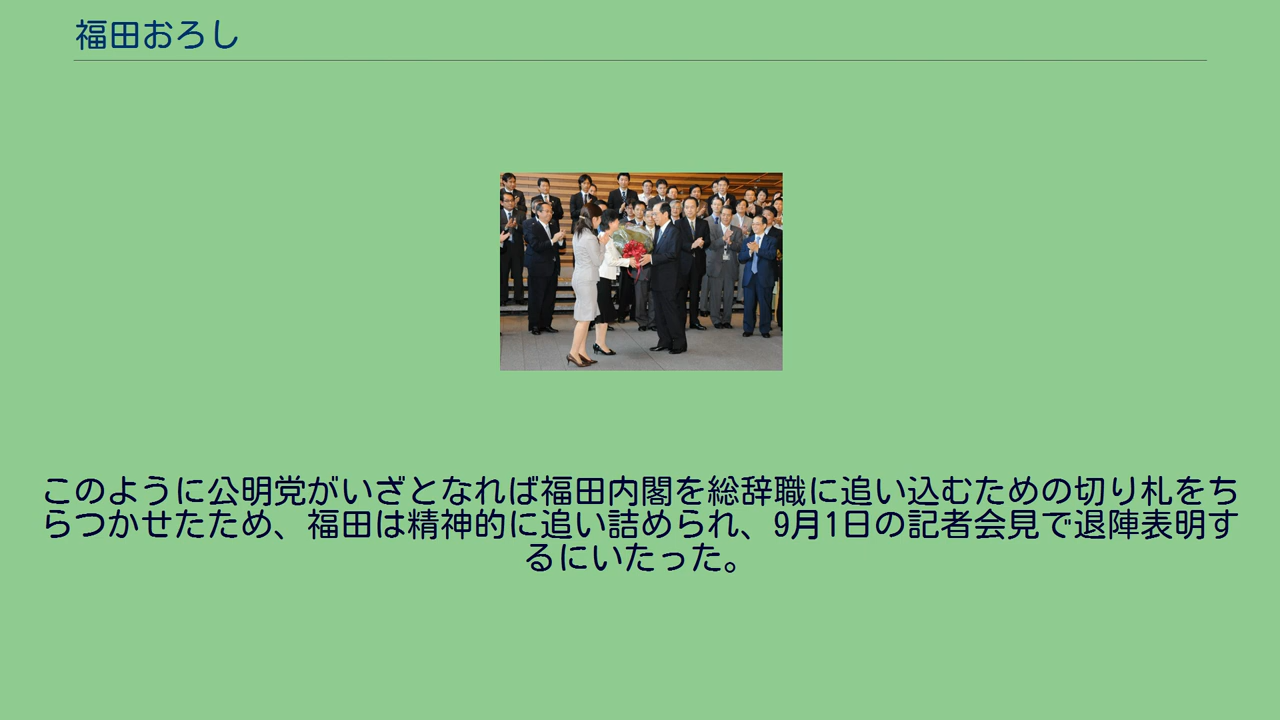 福田おろし
このように公明党がいざとなれば福田内閣を総辞職に追い込むための切り札をち
らつかせたため、福田は精神的に追い詰められ、9月1日の記者会見で退陣表明す
るにいたった。